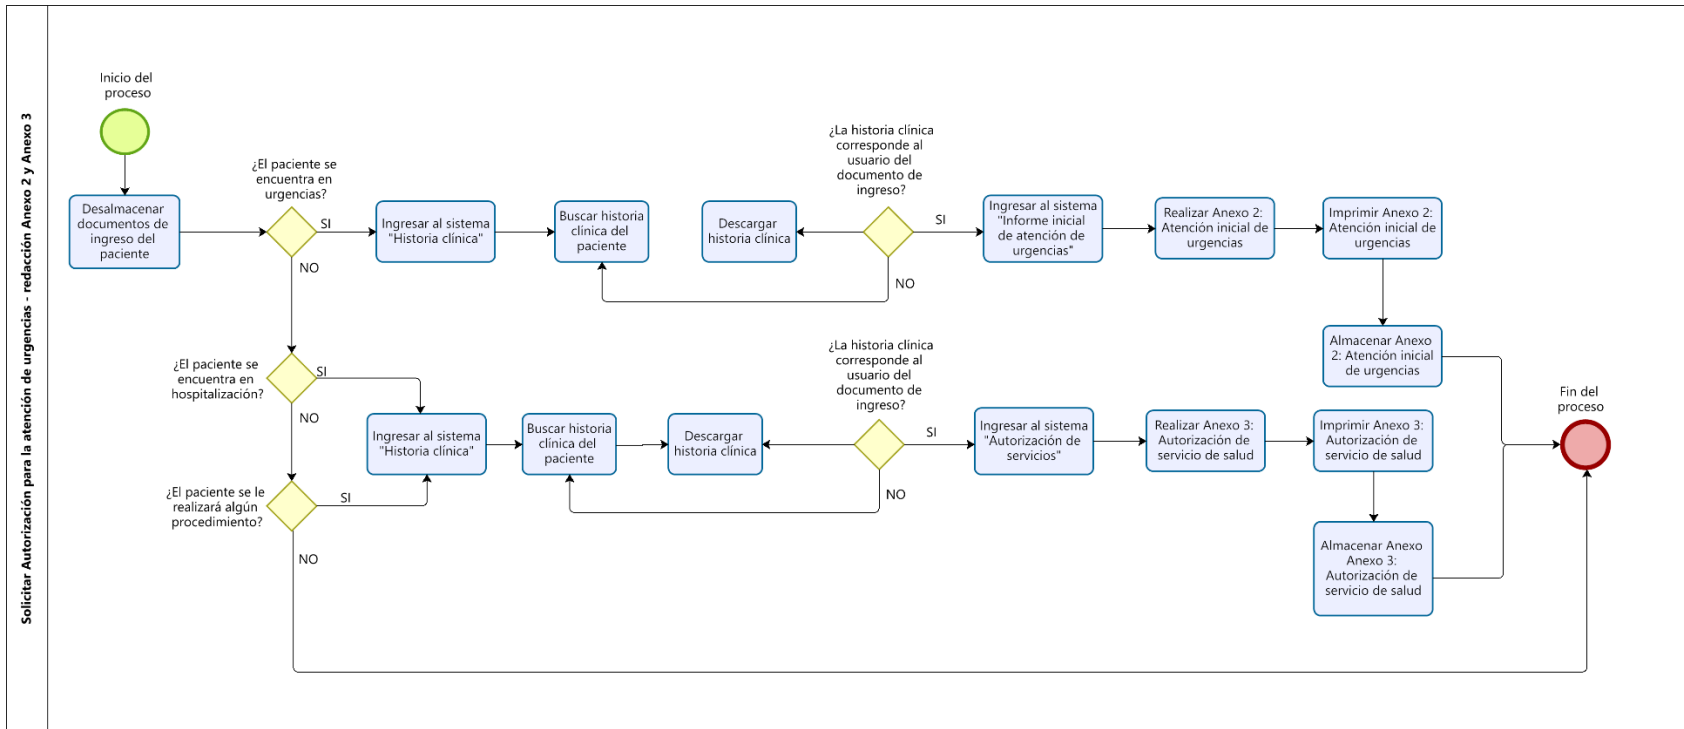 Solicitar Autorización para la atención de urgencias - redacción Anexo 2 y Anexo 3
Inicio del
proceso
Desalmacenar
documentos de
ingreso del
paciente
¿El paciente se
encuentra en
urgencias?
SI
NO
Ingresar al sistema
"Historia clínica"
Buscar historia
clínica del
paciente
Descargar
historia clínica
¿La historia clínica
corresponde al
usuario del
documento de
ingreso?
SI
NO
Ingresar al sistema
"Informe inicial
de atención de
urgencias"
Realizar Anexo 2:
Atención inicial de
urgencias
Imprimir Anexo 2:
Atención inicial de
urgencias
Almacenar Anexo
2: Atención inicial
de urgencias
¿El paciente se
encuentra en
hospitalización?
SI
NO
Ingresar al sistema
"Historia clínica"
Buscar historia
clínica del
paciente
Descargar
historia clínica
¿La historia clínica
corresponde al
usuario del
documento de
ingreso?
SI
NO
Ingresar al sistema
"Autorización de
servicios"
Realizar Anexo 3:
Autorización de
servicio de salud
Imprimir Anexo 3:
Autorización de
servicio de salud
Almacenar Anexo
Anexo 3:
Autorización de
servicio de salud
Fin del
proceso
¿El paciente se le
realizará algún
procedimiento?
SI
NO